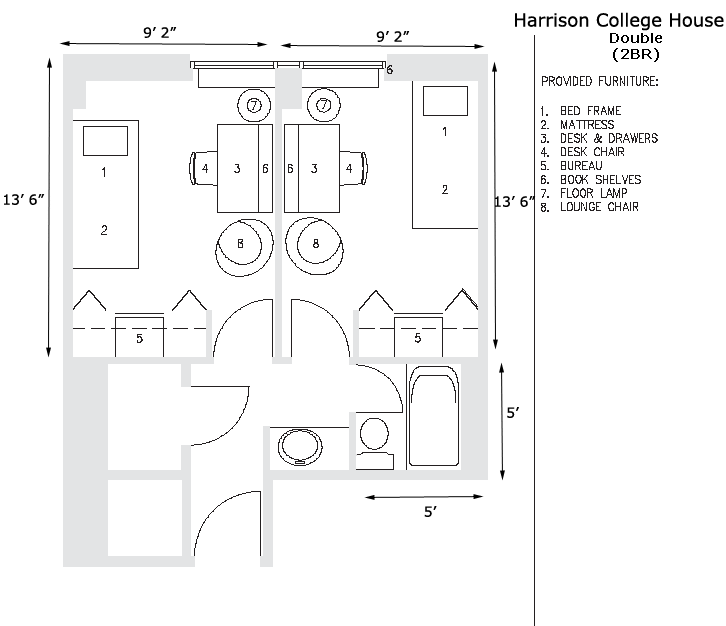 Harrison College House
Double
(2BR)
PROVIDED FURNITURE:
1. BED FRAME
2. MATTRESS
3. DESK & DRAWERS
4. DESK CHAIR
5. BUREAU
6. BOOK SHELVES
7. FLOOR LAMP
8. LOUNGE CHAIR
9’ 2” 9’ 2”
6
7 7
1 4 3 6 6 3 4 1
2 2
13’ 6” 13’ 6”
8 8
5 5
5’
5’